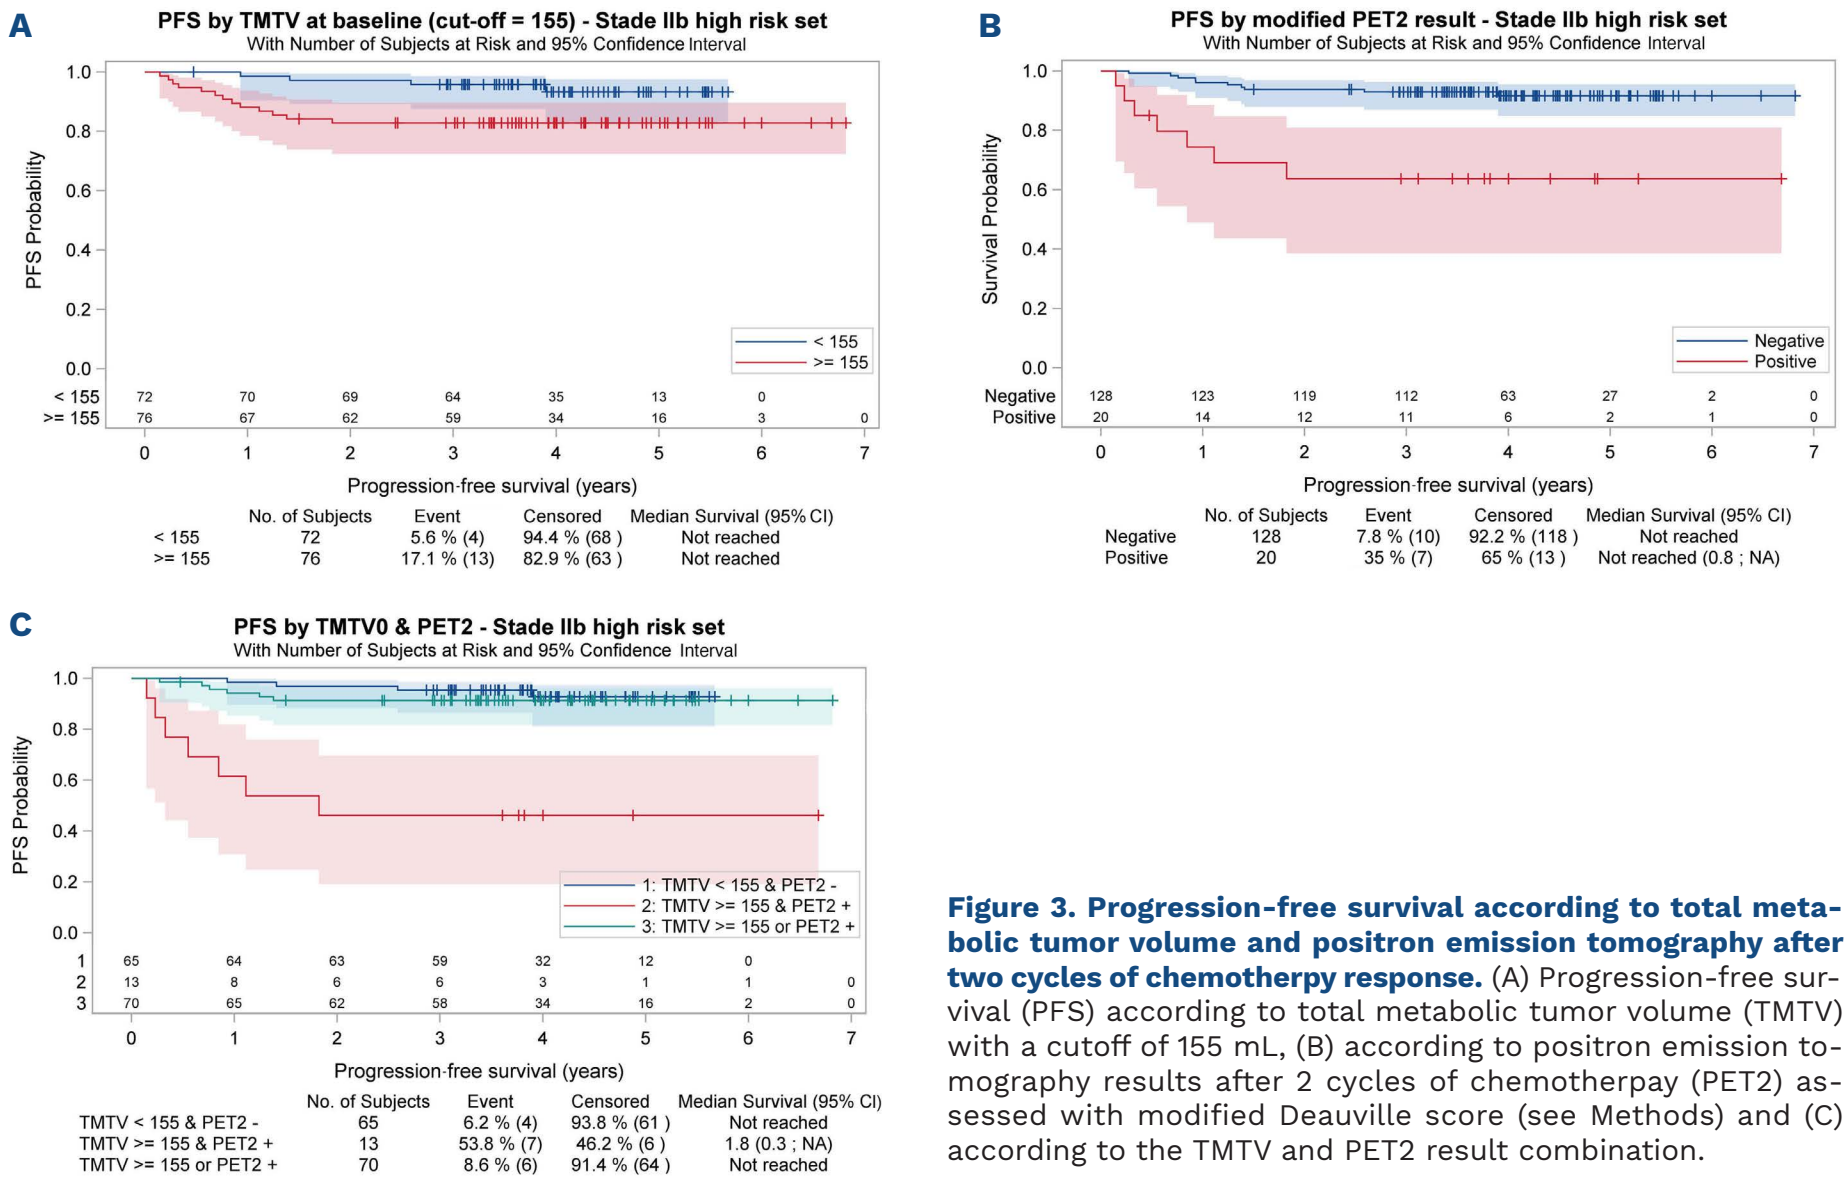 A
PFS by TMTV at baseline (cut-off = 155) - Stade IIb high risk set
With Number of Subjects at Risk and 95% Confidence Interval
PFS Probability
1.0
0.8
0.6
0.4
0.2
0.0
< 155
>= 155
< 155 72 70 69 64 35 13 0
>= 155 76 67 62 59 34 16 3 0
0 1 2 3 4 5 6 7
Progression-free survival (years)
No. of Subjects Event Censored Median Survival (95% CI)
< 155 72 5.6 % (4) 94.4 % (68 ) Not reached
>= 155 76 17.1 % (13) 82.9 % (63 ) Not reached
B
PFS by modified PET2 result - Stade IIb high risk set
With Number of Subjects at Risk and 95% Confidence Interval
Survival Probability
1.0
0.8
0.6
0.4
0.2
0.0
Negative
Positive
Negative 128 123 119 112 63 27 2 0
Positive 20 14 12 11 6 2 1 0
0 1 2 3 4 5 6 7
Progression-free survival (years)
No. of Subjects Event Censored Median Survival (95% CI)
Negative 128 7.8 % (10) 92.2 % (118 ) Not reached
Positive 20 35 % (7) 65 % (13 ) Not reached (0.8 ; NA)
C
PFS by TMTV0 & PET2 - Stade IIb high risk set
With Number of Subjects at Risk and 95% Confidence Interval
PFS Probability
1.0
0.8
0.6
0.4
0.2
0.0
1: TMTV < 155 & PET2 -
2: TMTV >= 155 & PET2 +
3: TMTV >= 155 or PET2 +
1 65 64 63 59 32 12 0
2 13 8 6 6 3 1 1 0
3 70 65 62 58 34 16 2 0
0 1 2 3 4 5 6 7
Progression-free survival (years)
No. of Subjects Event Censored Median Survival (95% CI)
TMTV < 155 & PET2 - 65 6.2 % (4) 93.8 % (61 ) Not reached
TMTV >= 155 & PET2 + 13 53.8 % (7) 46.2 % (6 ) 1.8 (0.3 ; NA)
TMTV >= 155 or PET2 + 70 8.6 % (6) 91.4 % (64 ) Not reached
Figure 3. Progression-free survival according to total meta-
bolic tumor volume and positron emission tomography after
two cycles of chemotherpy response. (A) Progression-free sur-
vival (PFS) according to total metabolic tumor volume (TMTV)
with a cutoff of 155 mL, (B) according to positron emission to-
mography results after 2 cycles of chemotherpay (PET2) as-
sessed with modified Deauville score (see Methods) and (C)
according to the TMTV and PET2 result combination.